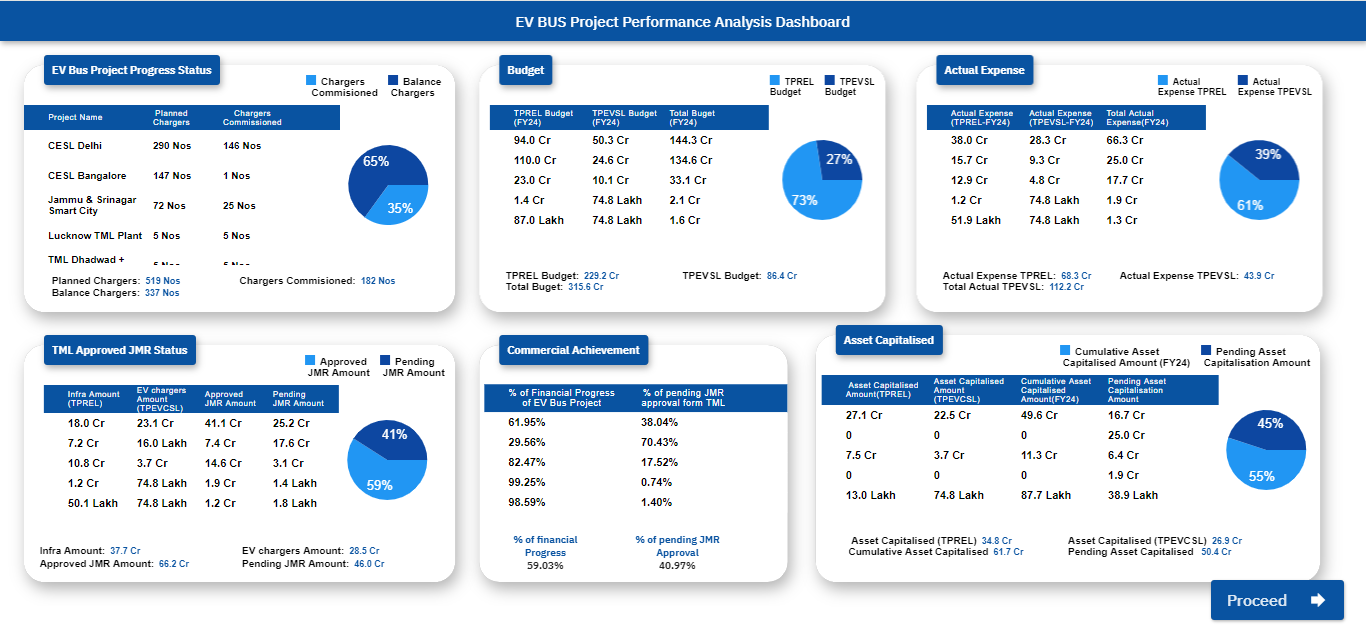 EV BUS Project Performance Analysis Dashboard
EV Bus Project Progress Status
Chargers Commisioned
Balance Chargers
Project Name | Planned Chargers | Chargers Commissioned
CESL Delhi | 290 Nos | 146 Nos
CESL Bangalore | 147 Nos | 1 Nos
Jammu & Srinagar Smart City | 72 Nos | 25 Nos
Lucknow TML Plant | 5 Nos | 5 Nos
TML Dhadwad +
65%
35%
Planned Chargers: 519 Nos
Chargers Commisioned: 182 Nos
Balance Chargers: 337 Nos
Budget
TPREL Budget
TPEVSL Budget
TPREL Budget (FY24) | TPEVSL Budget (FY24) | Total Buget (FY24)
94.0 Cr | 50.3 Cr | 144.3 Cr
110.0 Cr | 24.6 Cr | 134.6 Cr
23.0 Cr | 10.1 Cr | 33.1 Cr
1.4 Cr | 74.8 Lakh | 2.1 Cr
87.0 Lakh | 74.8 Lakh | 1.6 Cr
27%
73%
TPREL Budget: 229.2 Cr
TPEVSL Budget: 86.4 Cr
Total Buget: 315.6 Cr
Actual Expense
Actual Expense TPREL
Actual Expense TPEVSL
Actual Expense (TPREL-FY24) | Actual Expense (TPEVSL-FY24) | Total Actual Expense(FY24)
38.0 Cr | 28.3 Cr | 66.3 Cr
15.7 Cr | 9.3 Cr | 25.0 Cr
12.9 Cr | 4.8 Cr | 17.7 Cr
1.2 Cr | 74.8 Lakh | 1.9 Cr
51.9 Lakh | 74.8 Lakh | 1.3 Cr
39%
61%
Actual Expense TPREL: 68.3 Cr
Actual Expense TPEVSL: 43.9 Cr
Total Actual TPEVSL: 112.2 Cr
TML Approved JMR Status
Approved JMR Amount
Pending JMR Amount
Infra Amount (TPREL) | EV chargers Amount (TPEVCSL) | Approved JMR Amount | Pending JMR Amount
18.0 Cr | 23.1 Cr | 41.1 Cr | 25.2 Cr
7.2 Cr | 16.0 Lakh | 7.4 Cr | 17.6 Cr
10.8 Cr | 3.7 Cr | 14.6 Cr | 3.1 Cr
1.2 Cr | 74.8 Lakh | 1.9 Cr | 1.4 Lakh
50.1 Lakh | 74.8 Lakh | 1.2 Cr | 1.8 Lakh
41%
59%
Infra Amount: 37.7 Cr
EV chargers Amount: 28.5 Cr
Approved JMR Amount: 66.2 Cr
Pending JMR Amount: 46.0 Cr
Commercial Achievement
% of Financial Progress of EV Bus Project | % of pending JMR approval form TML
61.95% | 38.04%
29.56% | 70.43%
82.47% | 17.52%
99.25% | 0.74%
98.59% | 1.40%
% of financial Progress
59.03%
% of pending JMR Approval
40.97%
Asset Capitalised
Cumulative Asset Capitalised Amount (FY24)
Pending Asset Capitalisation Amount
Asset Capitalised Amount(TPREL) | Asset Capitalised Amount (TPEVCSL) | Cumulative Asset Capitalised Amount(FY24) | Pending Asset Capitalisation Amount
27.1 Cr | 22.5 Cr | 49.6 Cr | 16.7 Cr
0 | 0 | 0 | 25.0 Cr
7.5 Cr | 3.7 Cr | 11.3 Cr | 6.4 Cr
0 | 0 | 0 | 1.9 Cr
13.0 Lakh | 74.8 Lakh | 87.7 Lakh | 38.9 Lakh
45%
55%
Asset Capitalised (TPREL) 34.8 Cr
Asset Capitalised (TPEVCSL) 26.9 Cr
Cumulative Asset Capitalised 61.7 Cr
Pending Asset Capitalised 50.4 Cr
Proceed